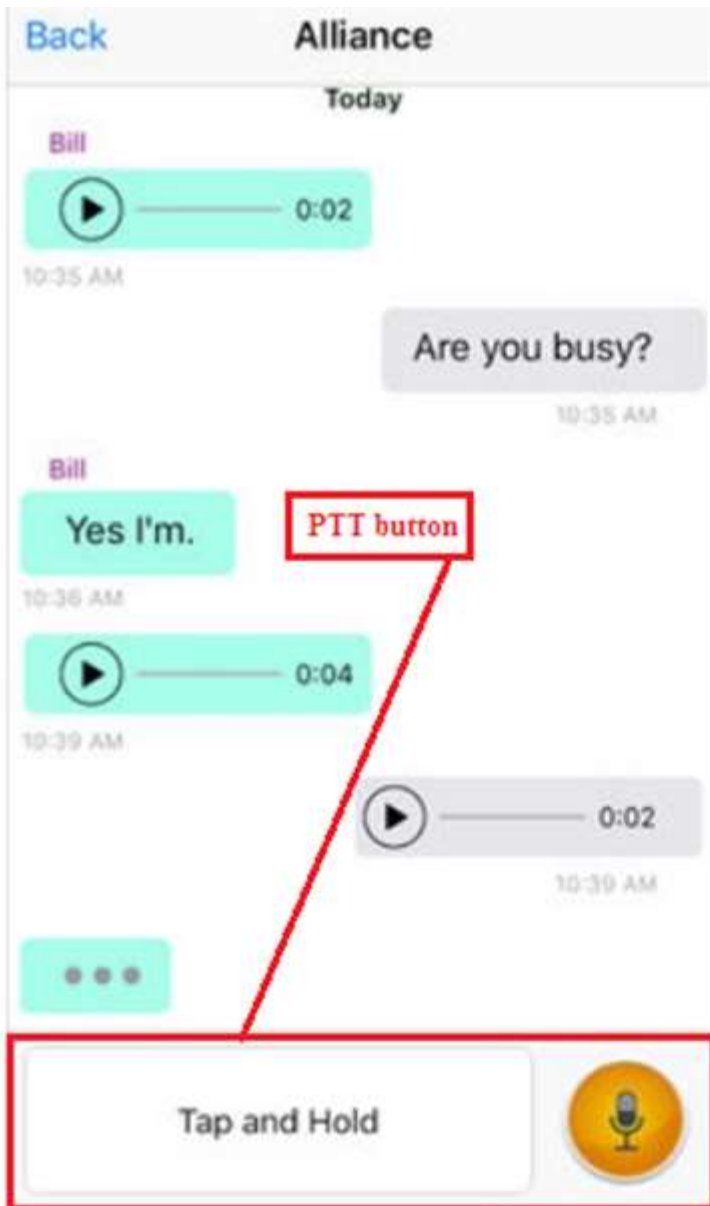 Back Alliance
Today
Bill
0:02
10:35 AM
Are you busy?
10:35 AM
Bill
Yes I'm.
PTT button
10:36 AM
0:04
10:39 AM
0:02
10:39 AM
Tap and Hold